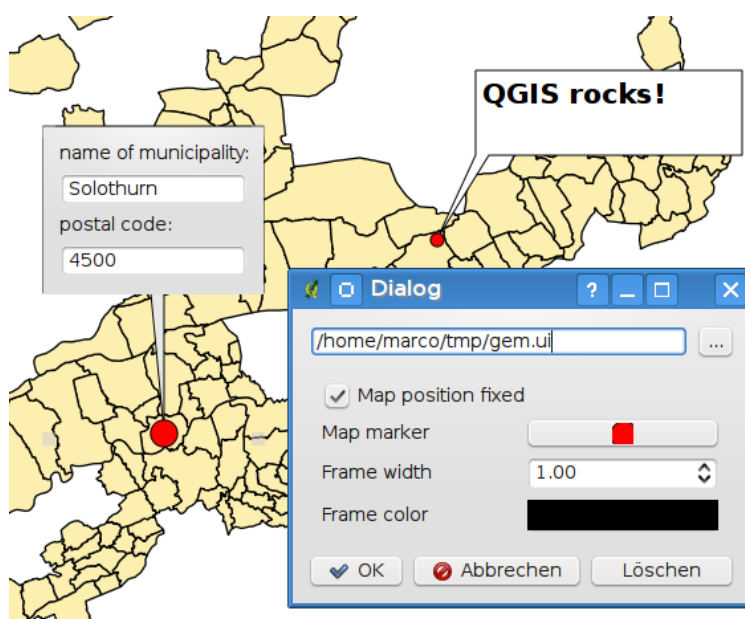 QGIS rocks!
name of municipality:
Solothurn
postal code:
4500
Dialog
?
/home/marco/tmp/gem.ui
...
Map position fixed
Map marker
Frame width
1.00
Frame color
OK
Abbrechen
Löschen